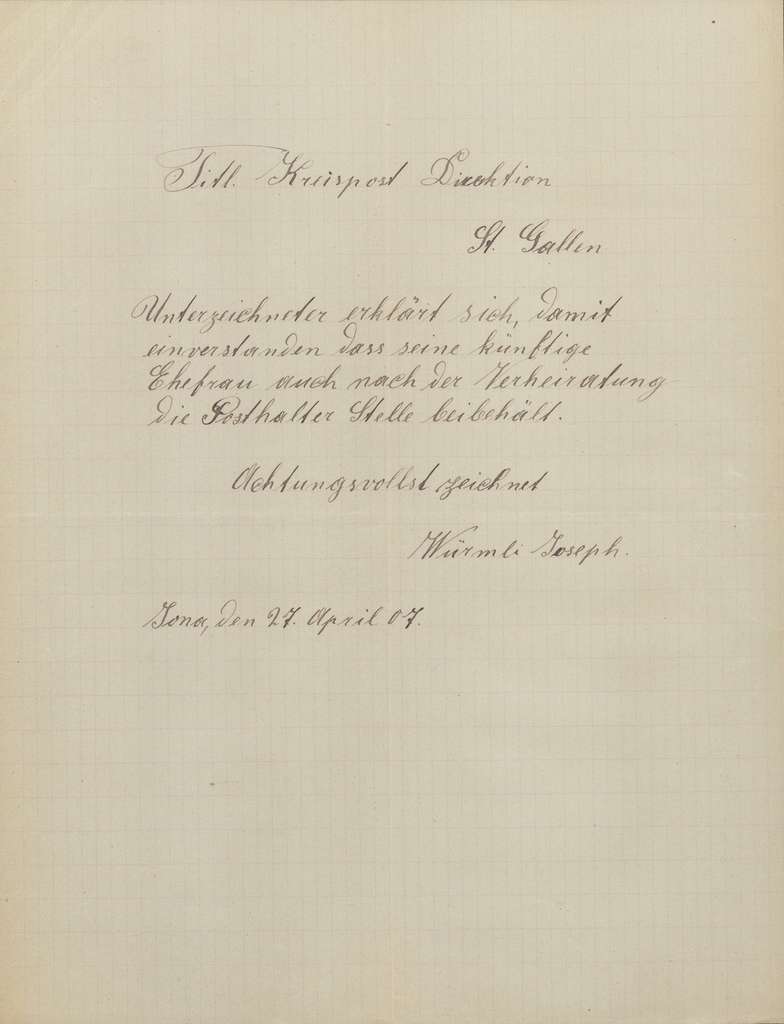 Titl. Kreispost Direktion
St. Gallen
Unterzeichneter erklärt sich, damit
einverstanden dass seine künftige
Ehefrau auch nach der Verheiratung
die Posthalter Stelle beibehält.
Achtungsvollst zeichnet
Würmli Joseph.
Jona, den 27. April 07.